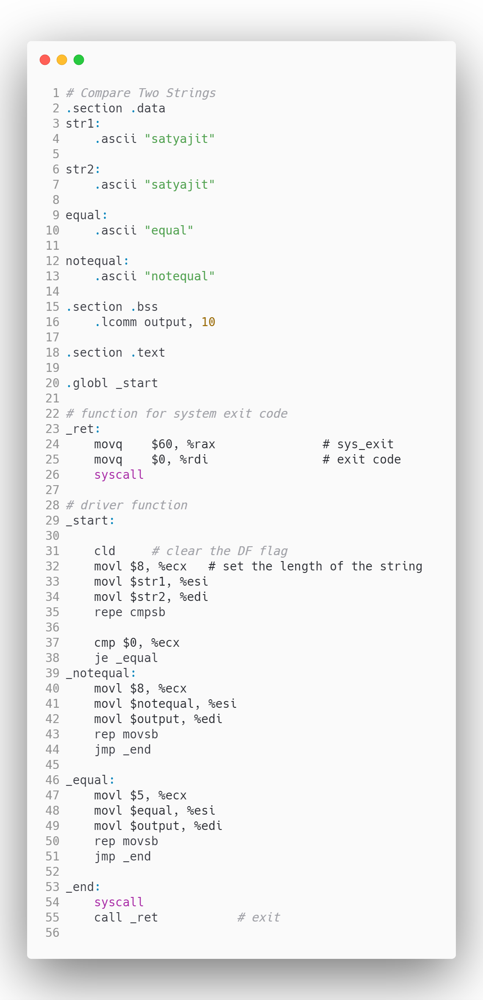 1 # Compare Two Strings
2 .section .data
3 str1:
4     .ascii "satyajit"
5
6 str2:
7     .ascii "satyajit"
8
9 equal:
10     .ascii "equal"
11
12 notequal:
13     .ascii "notequal"
14
15 .section .bss
16     .lcomm output, 10
17
18 .section .text
19
20 .globl _start
21
22 # function for system exit code
23 _ret:
24     movq    $60, %rax               # sys_exit
25     movq    $0, %rdi                # exit code
26     syscall
27
28 # driver function
29 _start:
30
31     cld     # clear the DF flag
32     movl $8, %ecx   # set the length of the string
33     movl $str1, %esi
34     movl $str2, %edi
35     repe cmpsb
36
37     cmp $0, %ecx
38     je _equal
39 _notequal:
40     movl $8, %ecx
41     movl $notequal, %esi
42     movl $output, %edi
43     rep movsb
44     jmp _end
45
46 _equal:
47     movl $5, %ecx
48     movl $equal, %esi
49     movl $output, %edi
50     rep movsb
51     jmp _end
52
53 _end:
54     syscall
55     call _ret           # exit
56